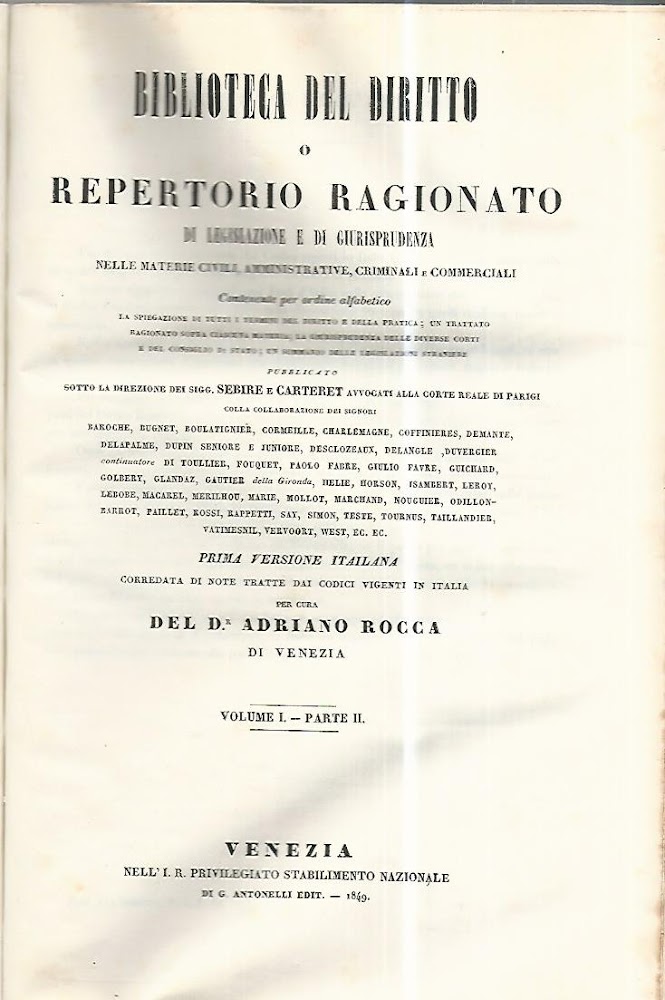 BIBLIOTECA DEL DIRITTO
O
REPERTORIO RAGIONATO
DI LEGISLAZIONE E DI GIURISPRUDENZA
NELLE MATERIE CIVILI, AMMINISTRATIVE, CRIMINALI E COMMERCIALI
Contenente per ordine alfabetico
LA SPIEGAZIONE DI TUTTI I TERMINI DEL DIRITTO E DELLA PRATICA; UN TRATTATO
RAGIONATO SOPRA CIASCUNA MATERIA; LA GIURISPRUDENZA DELLE DIVERSE CORTI
E DEL CONSIGLIO DI STATO; UN SOMMARIO DELLE LEGISLAZIONI STRANIERE
PUBBLICATO
SOTTO LA DIREZIONE DEI SIGG. SEBIRE E CARTERET AVVOCATI ALLA CORTE REALE DI PARIGI
COLLA COLLABORAZIONE DEI SIGNORI
BAROCHE, BUGNET, BOULATIGNIER, CORMEILLE, CHARLEMAGNE, COFFINIERES, DEMANTE,
DELAPALME, DUPIN SENIORE E JUNIORE, DESCLOZEAUX, DELANGLE ,DUVERGIER
continuatore DI TOULLIER, FOUQUET, PAOLO FABRE, GIULIO FAVRE, GUICHARD,
GOLBERY, GLANDAZ, GAUTIER della Gironda, HELIE, HORSON, ISAMBERT, LEROY,
LEBOBE, MACAREL, MERILHOU, MARIE, MOLLOT, MARCHAND, NOUGUIER, ODILLON-
BARROT, PAILLET, ROSSI, RAPPETTI, SAY, SIMON, TESTE, TOURNUS, TAILLANDIER,
VATIMESNIL, VERVOORT, WEST, EC. EC.
PRIMA VERSIONE ITAILANA
CORREDATA DI NOTE TRATTE DAI CODICI VIGENTI IN ITALIA
PER CURA
DEL D.R ADRIANO ROCCA
DI VENEZIA
VOLUME I. — PARTE II.
VENEZIA
NELL' I. R. PRIVILEGIATO STABILIMENTO NAZIONALE
DI G. ANTONELLI EDIT. — 1849.